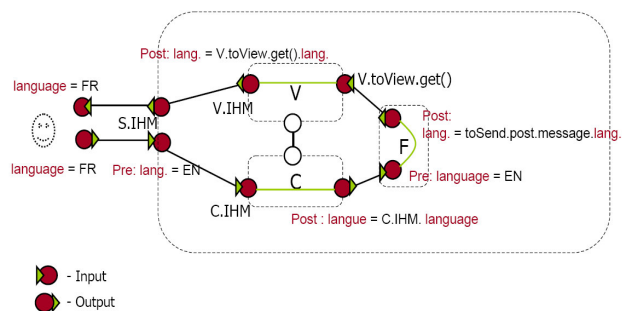 Post: lang. = V.toView.get().lang.
language = FR
V.toView.get()
V
V.IHM
S.IHM
Post:
lang. = toSend.post.message.lang.
F
language = FR
Pre: lang. = EN
Pre: language = EN
C
C.IHM
Post : langue = C.IHM. language
- Input
- Output